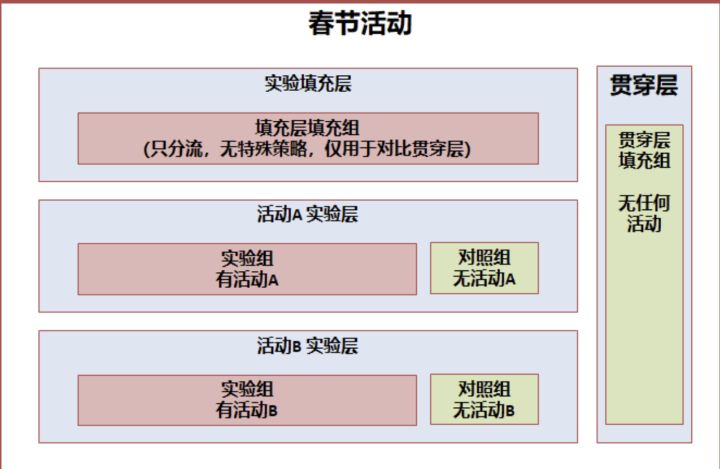 春节活动
实验填充层
填充层填充组
(只分流，无特殊策略，仅用于对比贯穿层)
活动A 实验层
实验组
有活动A
对照组
无活动A
活动B 实验层
实验组
有活动B
对照组
无活动B
贯穿层
贯穿层
填充组
无任何
活动